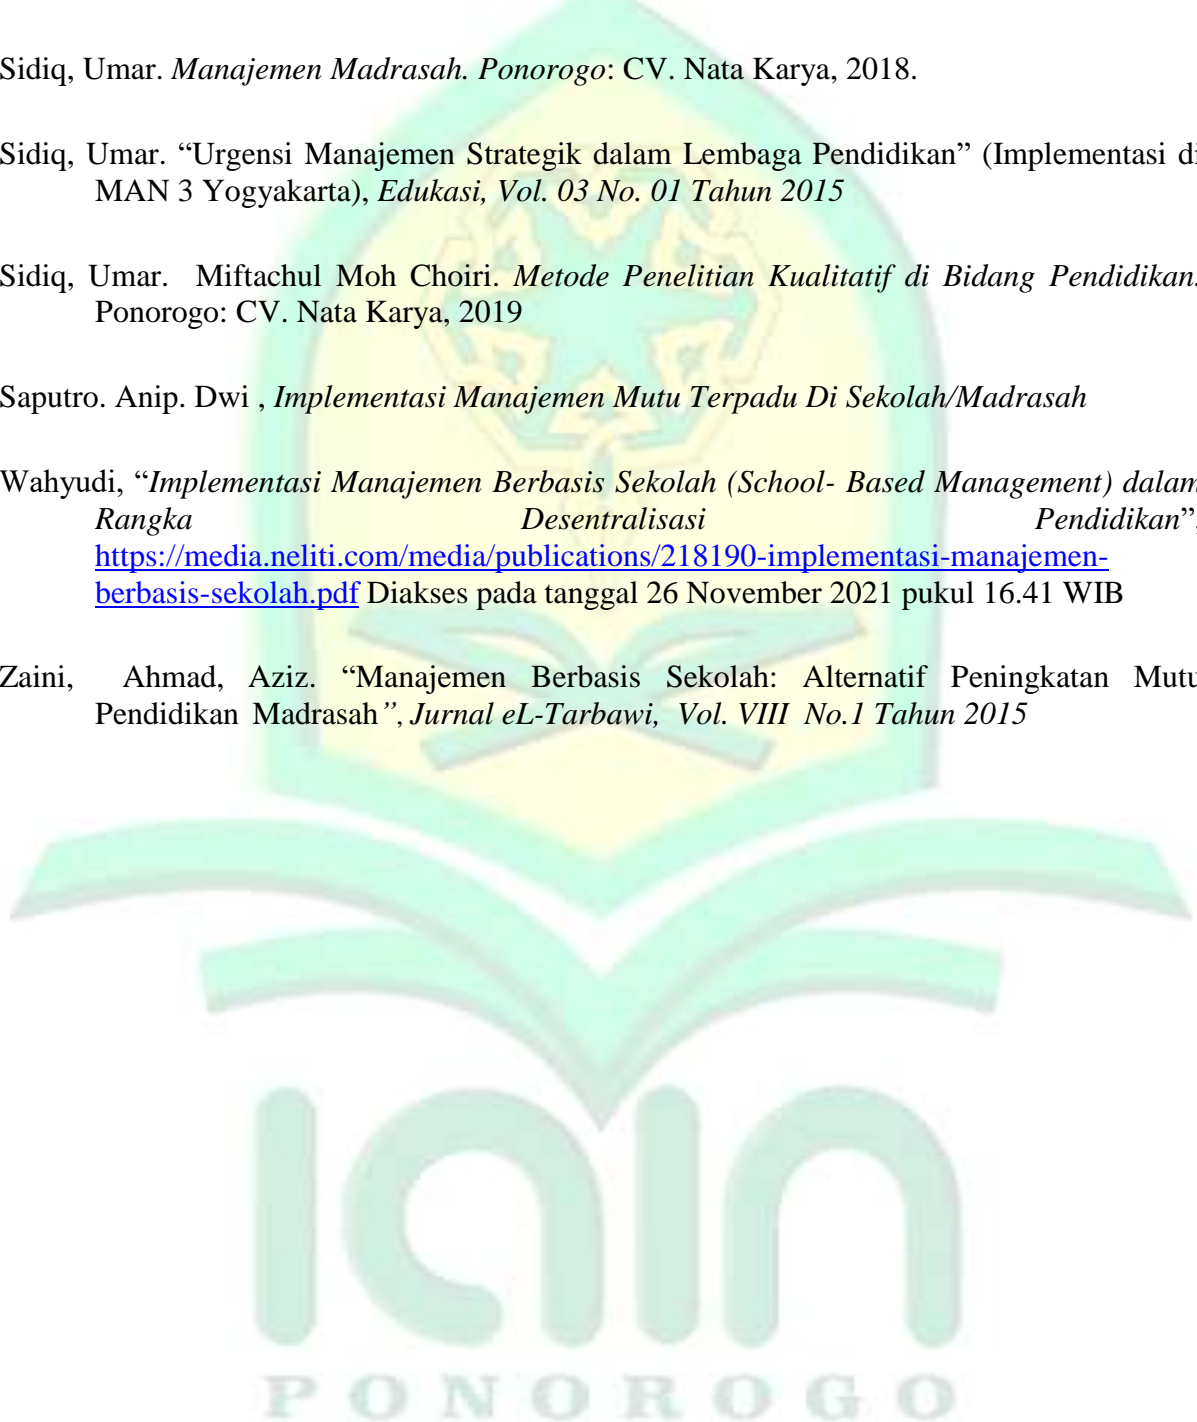 Sidiq, Umar. Manajemen Madrasah. Ponorogo: CV. Nata Karya, 2018.
Sidiq, Umar. “Urgensi Manajemen Strategik dalam Lembaga Pendidikan” (Implementasi di
MAN 3 Yogyakarta), Edukasi, Vol. 03 No. 01 Tahun 2015
Sidiq, Umar. Miftachul Moh Choiri. Metode Penelitian Kualitatif di Bidang Pendidikan.
Ponorogo: CV. Nata Karya, 2019
Saputro. Anip. Dwi , Implementasi Manajemen Mutu Terpadu Di Sekolah/Madrasah
Wahyudi, “Implementasi Manajemen Berbasis Sekolah (School- Based Management) dalam
Rangka Desentralisasi Pendidikan”,
https://media.neliti.com/media/publications/218190-implementasi-manajemen-
berbasis-sekolah.pdf Diakses pada tanggal 26 November 2021 pukul 16.41 WIB
Zaini, Ahmad, Aziz. “Manajemen Berbasis Sekolah: Alternatif Peningkatan Mutu
Pendidikan Madrasah”, Jurnal eL-Tarbawi, Vol. VIII No.1 Tahun 2015
iain
PONOROGO